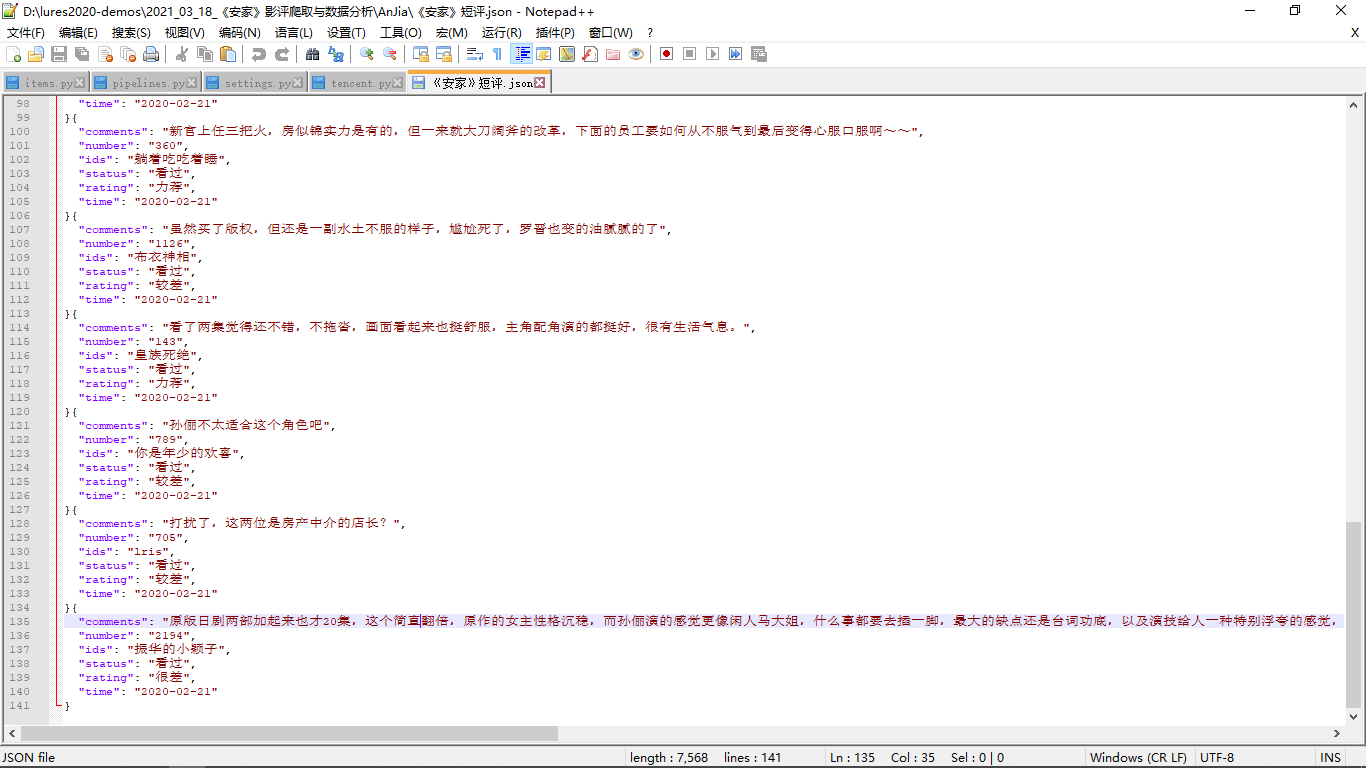 D:\lures2020-demos\2021_03_18_《安家》影评爬取与数据分析\AnJia\《安家》短评.json - Notepad++
文件(F) 编辑(E) 搜索(S) 视图(V) 编码(N) 语言(L) 设置(T) 工具(O) 宏(M) 运行(R) 插件(P) 窗口(W) ? X
items.py pipelines.py settings.py tencent.py 《安家》短评.json
98 "time": "2020-02-21"
99 }{
100 "comments": "新官上任三把火，房似锦实力是有的，但一来就大刀阔斧的改革，下面的员工要如何从不服气到最后变得心服口服啊～～",
101 "number": "360",
102 "ids": "躺着吃吃着睡",
103 "status": "看过",
104 "rating": "力荐",
105 "time": "2020-02-21"
106 }{
107 "comments": "虽然买了版权，但还是一副水土不服的样子，尴尬死了，罗晋也变的油腻腻的了",
108 "number": "1126",
109 "ids": "布衣神相",
110 "status": "看过",
111 "rating": "较差",
112 "time": "2020-02-21"
113 }{
114 "comments": "看了两集觉得还不错，不拖沓，画面看起来也挺舒服，主角配角演的都挺好，很有生活气息。",
115 "number": "143",
116 "ids": "皇族死绝",
117 "status": "看过",
118 "rating": "力荐",
119 "time": "2020-02-21"
120 }{
121 "comments": "孙俪不太适合这个角色吧",
122 "number": "789",
123 "ids": "你是年少的欢喜",
124 "status": "看过",
125 "rating": "较差",
126 "time": "2020-02-21"
127 }{
128 "comments": "打扰了，这两位是房产中介的店长？",
129 "number": "705",
130 "ids": "lris",
131 "status": "看过",
132 "rating": "较差",
133 "time": "2020-02-21"
134 }{
135 "comments": "原版日剧两部加起来也才20集，这个简直翻倍，原作的女主性格沉稳，而孙俪演的感觉更像闲人马大姐，什么事都要去插一脚，最大的缺点还是台词功底，以及演技给人一种特别浮夸的感觉，
136 "number": "2194",
137 "ids": "振华的小颖子",
138 "status": "看过",
139 "rating": "很差",
140 "time": "2020-02-21"
141 }
JSON file length : 7,568 lines : 141 Ln : 135 Col : 35 Sel : 0 | 0 Windows (CR LF) UTF-8 INS